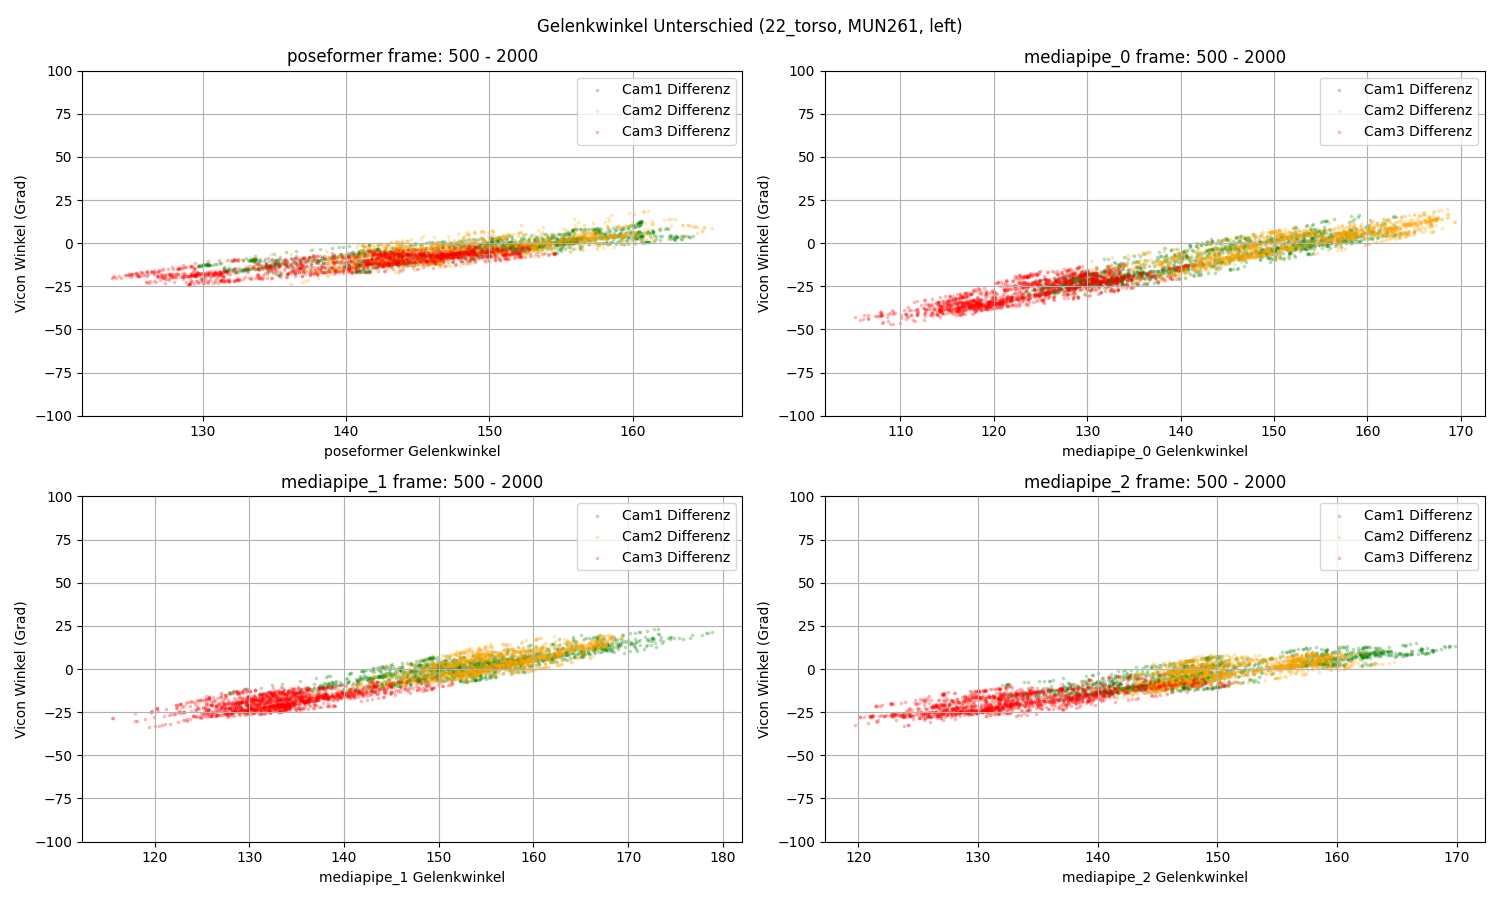 Gelenkwinkel Unterschied (22_torso, MUN261, left)
poseformer frame: 500 - 2000
100
75
50
25
0
−25
−50
−75
−100
Vicon Winkel (Grad)
Cam1 Differenz
Cam2 Differenz
Cam3 Differenz
130
140
150
160
poseformer Gelenkwinkel
mediapipe_0 frame: 500 - 2000
100
75
50
25
0
−25
−50
−75
−100
Vicon Winkel (Grad)
Cam1 Differenz
Cam2 Differenz
Cam3 Differenz
110
120
130
140
150
160
170
mediapipe_0 Gelenkwinkel
mediapipe_1 frame: 500 - 2000
100
75
50
25
0
−25
−50
−75
−100
Vicon Winkel (Grad)
Cam1 Differenz
Cam2 Differenz
Cam3 Differenz
120
130
140
150
160
170
180
mediapipe_1 Gelenkwinkel
mediapipe_2 frame: 500 - 2000
100
75
50
25
0
−25
−50
−75
−100
Vicon Winkel (Grad)
Cam1 Differenz
Cam2 Differenz
Cam3 Differenz
120
130
140
150
160
170
mediapipe_2 Gelenkwinkel